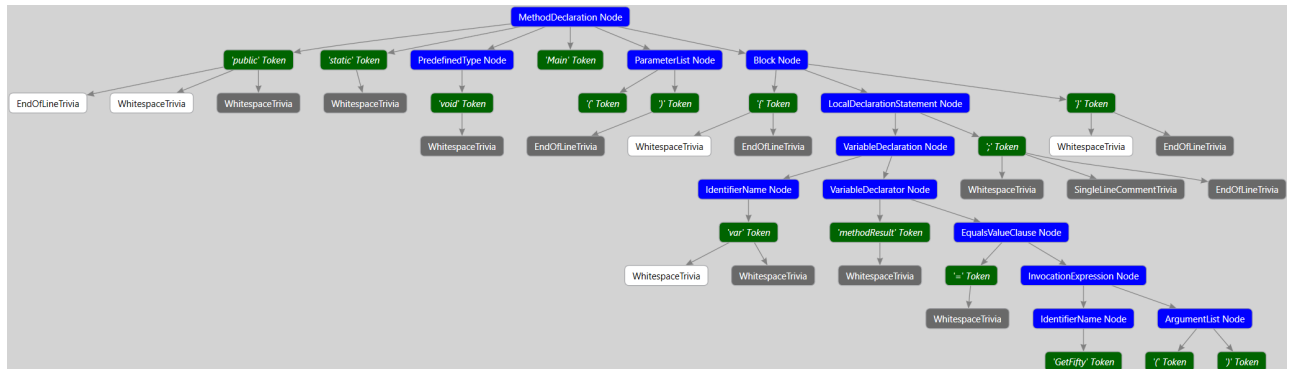 MethodDeclaration Node
'public' Token
'static' Token
PredefinedType Node
'Main' Token
ParameterList Node
Block Node
EndOfLineTrivia
WhitespaceTrivia
WhitespaceTrivia
WhitespaceTrivia
'void' Token
'(' Token
')' Token
'{' Token
LocalDeclarationStatement Node
'}' Token
WhitespaceTrivia
EndOfLineTrivia
WhitespaceTrivia
EndOfLineTrivia
VariableDeclaration Node
';' Token
WhitespaceTrivia
EndOfLineTrivia
IdentifierName Node
VariableDeclarator Node
WhitespaceTrivia
SingleLineCommentTrivia
EndOfLineTrivia
'var' Token
'methodResult' Token
EqualsValueClause Node
WhitespaceTrivia
WhitespaceTrivia
WhitespaceTrivia
'=' Token
InvocationExpression Node
WhitespaceTrivia
IdentifierName Node
ArgumentList Node
'GetFifty' Token
'(' Token
')' Token